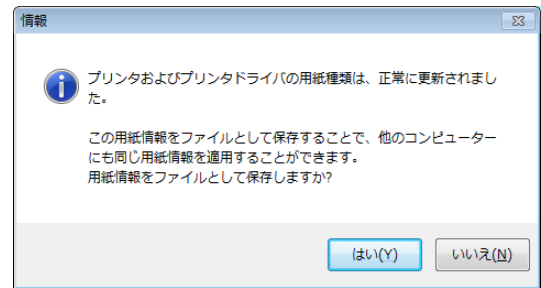 情報
プリンタおよびプリンタドライバの用紙種類は、正常に更新されまし
た。
この用紙情報をファイルとして保存することで、他のコンピューター
にも同じ用紙情報を適用することができます。
用紙情報をファイルとして保存しますか?
はい(Y)
いいえ(N)